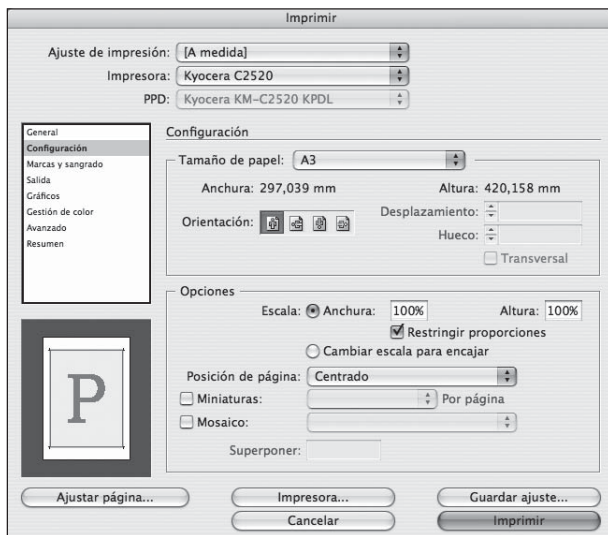 Imprimir
Ajuste de impresión: [A medida]
Impresora: Kyocera C2520
PPD: Kyocera KM-C2520 KPDL
General
Configuración
Marcas y sangrado
Salida
Gráficos
Gestión de color
Avanzado
Resumen
Configuración
Tamaño de papel: A3
Anchura: 297,039 mm Altura: 420,158 mm
Orientación:
Desplazamiento:
Hueco:
Transversal
Opciones
Escala: Anchura: 100% Altura: 100%
Restringir proporciones
Cambiar escala para encajar
Posición de página: Centrado
Miniaturas: Por página
Mosaico:
Superponer:
P
Ajustar página... Impresora... Guardar ajuste...
Cancelar Imprimir